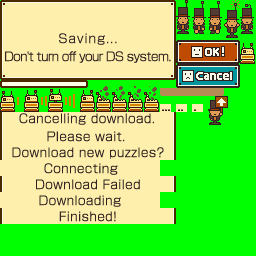 Saving...
Don't turn off your DS system.
OK!
Cancel
Cancelling download.
Please wait.
Download new puzzles?
Connecting
Download Failed
Downloading
Finished!